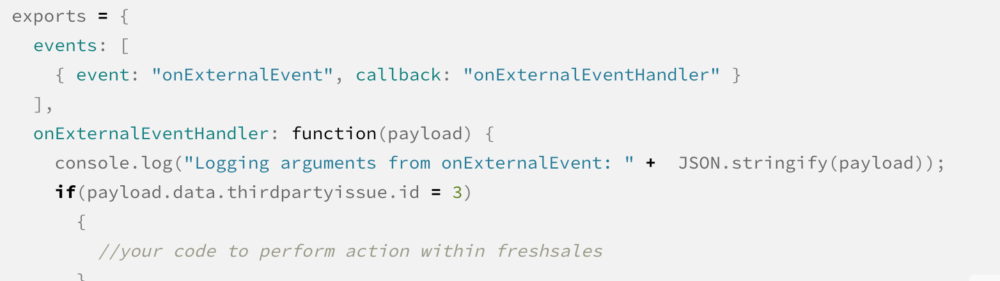 exports = {
  events: [
    { event: "onExternalEvent", callback: "onExternalEventHandler" }
  ],
  onExternalEventHandler: function(payload) {
    console.log("Logging arguments from onExternalEvent: " +  JSON.stringify(payload));
    if(payload.data.thirdpartyissue.id = 3)
      {
        //your code to perform action within freshsales
      }